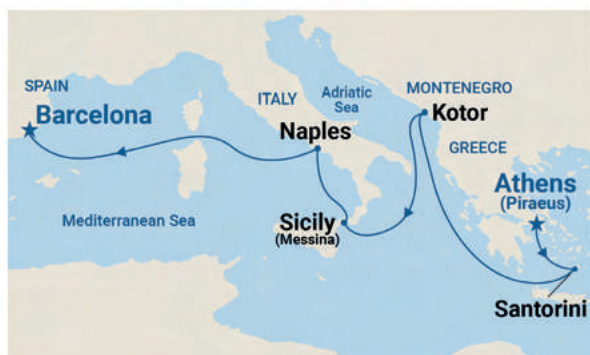 SPAIN
Barcelona
ITALY
Adriatic
Sea
MONTENEGRO
Kotor
Naples
GREECE
Athens
(Piraeus)
Mediterranean Sea
Sicily
(Messina)
Santorini